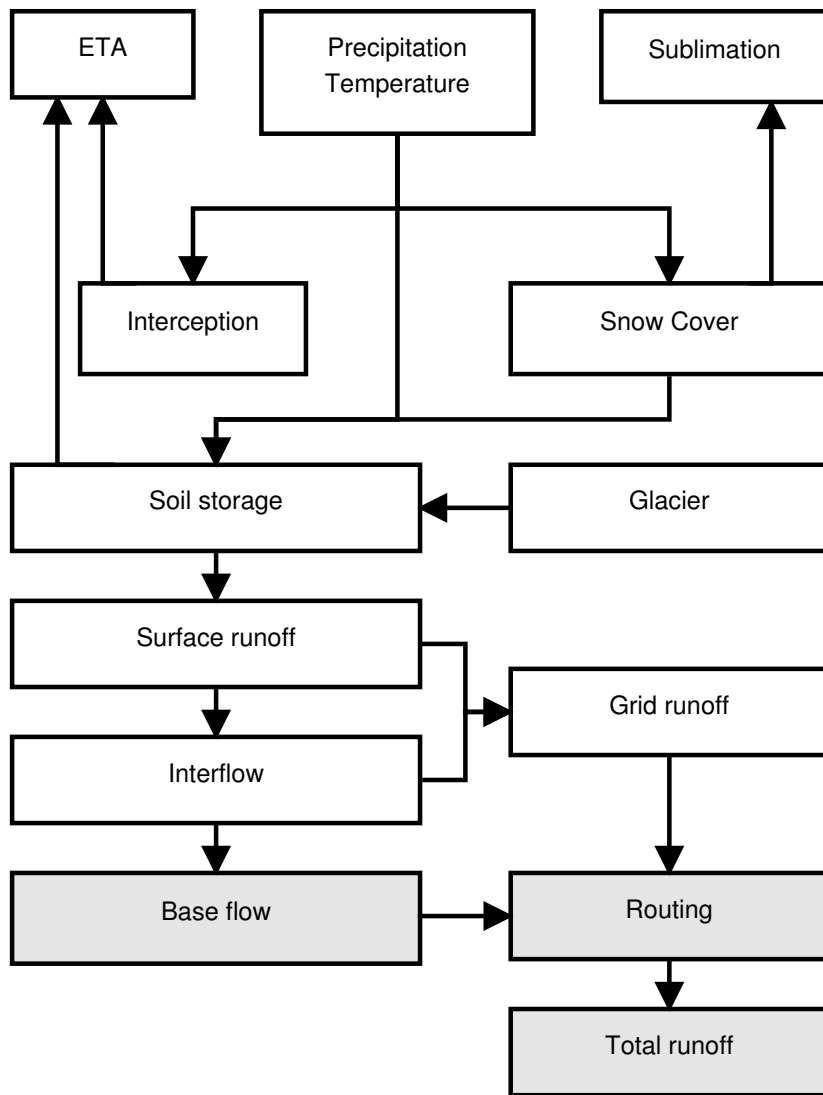 ETA
Precipitation
Temperature
Sublimation
Interception
Snow Cover
Soil storage
Glacier
Surface runoff
Grid runoff
Interflow
Base flow
Routing
Total runoff